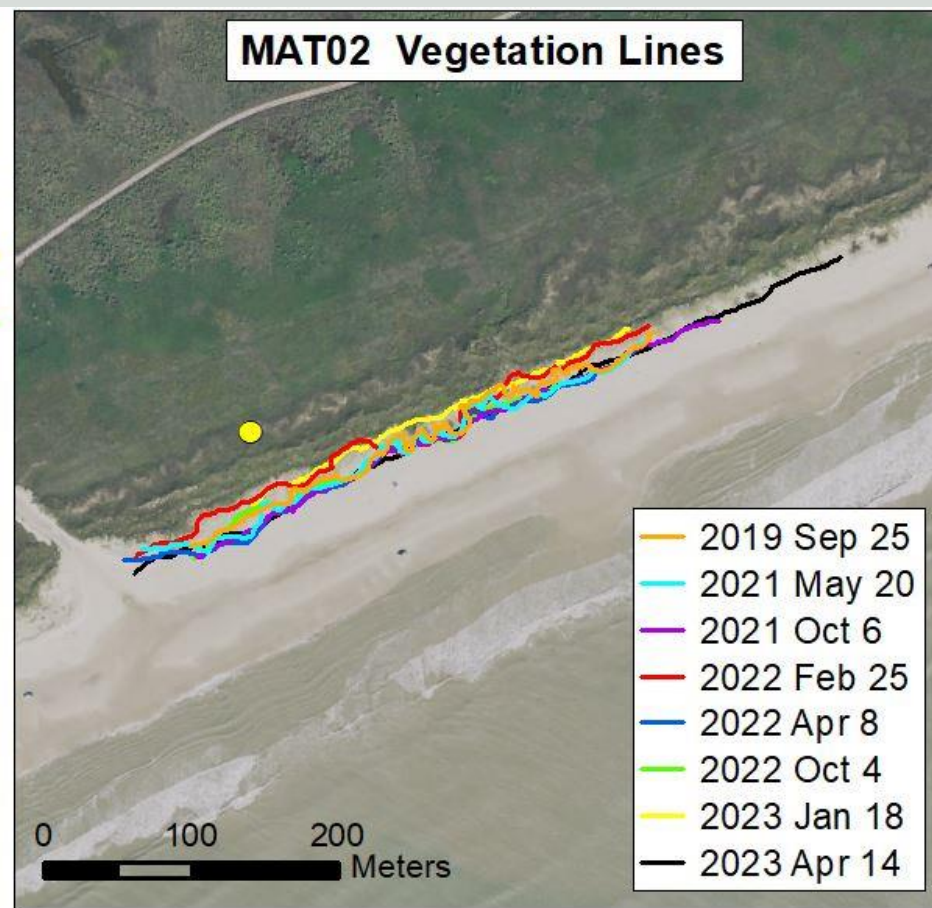 MAT02 Vegetation Lines
2019 Sep 25
2021 May 20
2021 Oct 6
2022 Feb 25
2022 Apr 8
2022 Oct 4
2023 Jan 18
2023 Apr 14
0 100 200
Meters